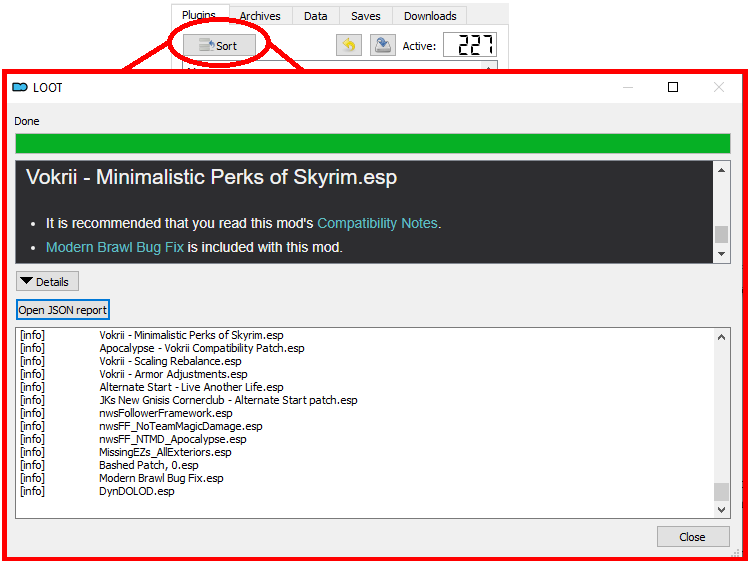 Plugins Archives Data Saves Downloads
Sort Active: 227
LOOT
Done
Vokrii - Minimalistic Perks of Skyrim.esp
• It is recommended that you read this mod's Compatibility Notes.
• Modern Brawl Bug Fix is included with this mod.
Details
Open JSON report
[info] Vokrii - Minimalistic Perks of Skyrim.esp
[info] Apocalypse - Vokrii Compatibility Patch.esp
[info] Vokrii - Scaling Rebalance.esp
[info] Vokrii - Armor Adjustments.esp
[info] Alternate Start - Live Another Life.esp
[info] JKs New Gnisis Cornerclub - Alternate Start patch.esp
[info] nwsFollowerFramework.esp
[info] nwsFF_NoTeamMagicDamage.esp
[info] nwsFF_NTMD_Apocalypse.esp
[info] MissingEZs_AllExteriors.esp
[info] Bashed Patch, 0.esp
[info] Modern Brawl Bug Fix.esp
[info] DynDOLOD.esp
Close